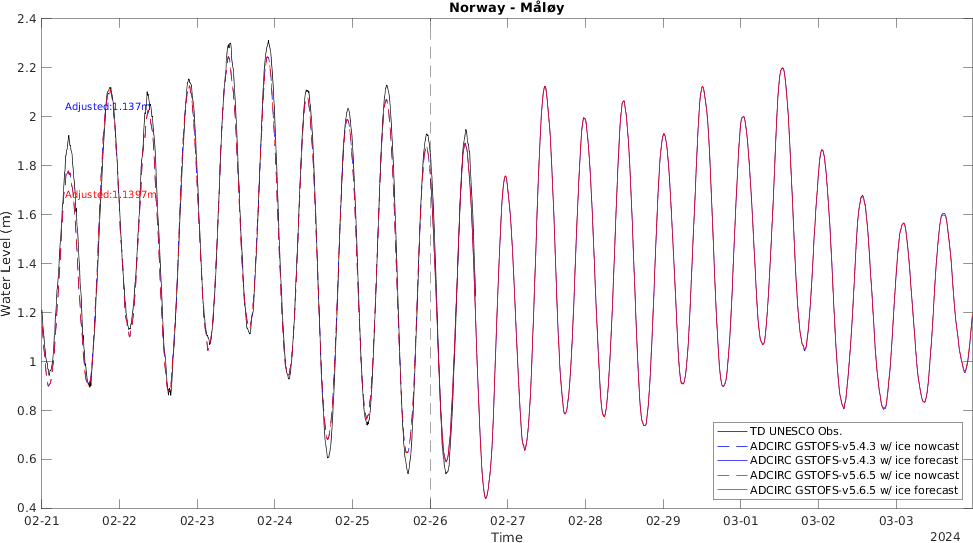 Norway - Måløy
2.4
2.2
2
1.8
1.6
1.4
1.2
1
0.8
0.6
0.4
Water Level (m)
Adjusted:1.137m
Adjusted:1.1397m
TD UNESCO Obs.
ADCIRC GSTOFS-v5.4.3 w/ ice nowcast
ADCIRC GSTOFS-v5.4.3 w/ ice forecast
ADCIRC GSTOFS-v5.6.5 w/ ice nowcast
ADCIRC GSTOFS-v5.6.5 w/ ice forecast
02-21 02-22 02-23 02-24 02-25 02-26 02-27 02-28 02-29 03-01 03-02 03-03
Time
2024